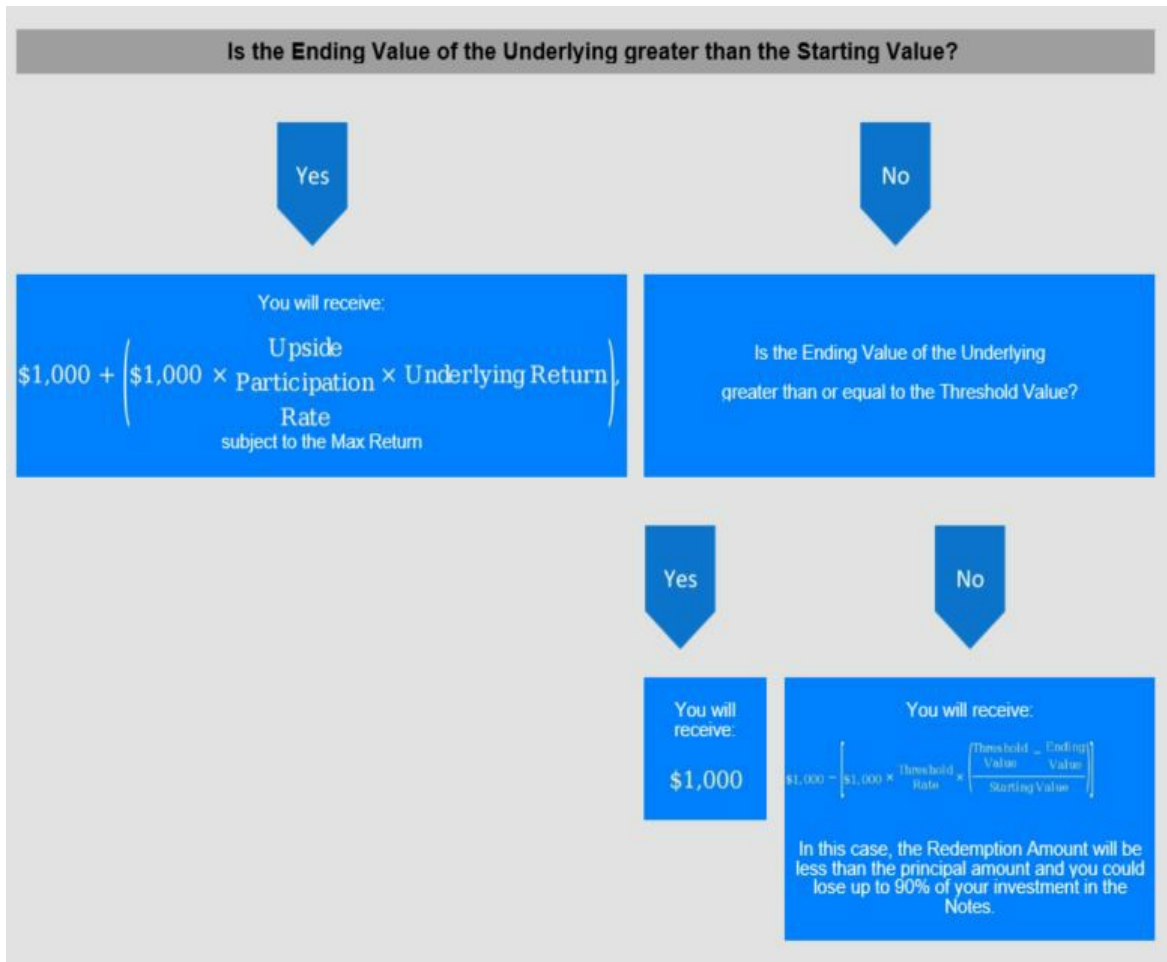 Is the Ending Value of the Underlying greater than the Starting Value?
Yes
No
You will receive:
$1,000 + ($1,000 × Upside Participation Rate × Underlying Return),
subject to the Max Return
Is the Ending Value of the Underlying
greater than or equal to the Threshold Value?
Yes
No
You will
receive:
$1,000
You will receive:
$1,000 − [$1,000 × Threshold Rate × (Threshold Value − Ending Value / Starting Value)]
In this case, the Redemption Amount will be
less than the principal amount and you could
lose up to 90% of your investment in the
Notes.